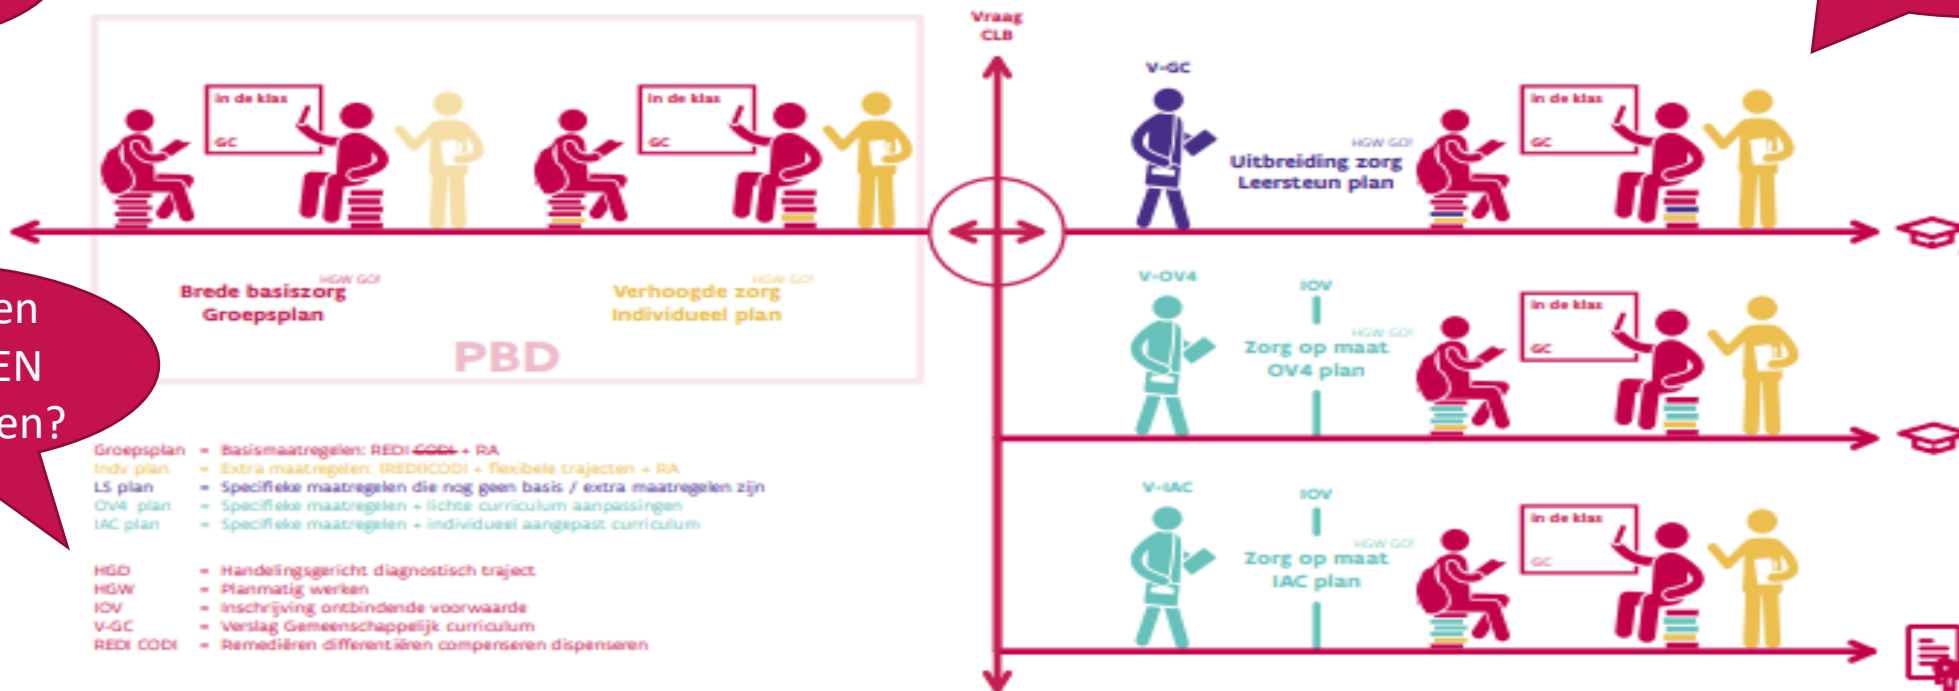 Vraag
CLB
In de klas
GC
In de klas
GC
HGW GO!
Brede basiszorg
Groepsplan
HGW GO!
Verhoogde zorg
Individueel plan
PBD
V-GC
HGW GO!
Uitbreiding zorg
Leersteun plan
In de klas
GC
V-OV4
IOV
HGW GO!
Zorg op maat
OV4 plan
In de klas
GC
V-IAC
IOV
HGW GO!
Zorg op maat
IAC plan
In de klas
GC
en
EN
en?
Groepsplan = Basismaatregelen: REDI CODI + RA
Indv plan = Extra maatregelen: (REDI)CODI + flexibele trajecten + RA
LS plan = Specifieke maatregelen die nog geen basis / extra maatregelen zijn
OV4 plan = Specifieke maatregelen + lichte curriculum aanpassingen
IAC plan = Specifieke maatregelen + individueel aangepast curriculum
HGD = Handelingsgericht diagnostisch traject
HGW = Planmatig werken
IOV = Inschrijving ontbindende voorwaarde
V-GC = Verslag Gemeenschappelijk curriculum
REDI CODI = Remediëren differentiëren compenseren dispenseren